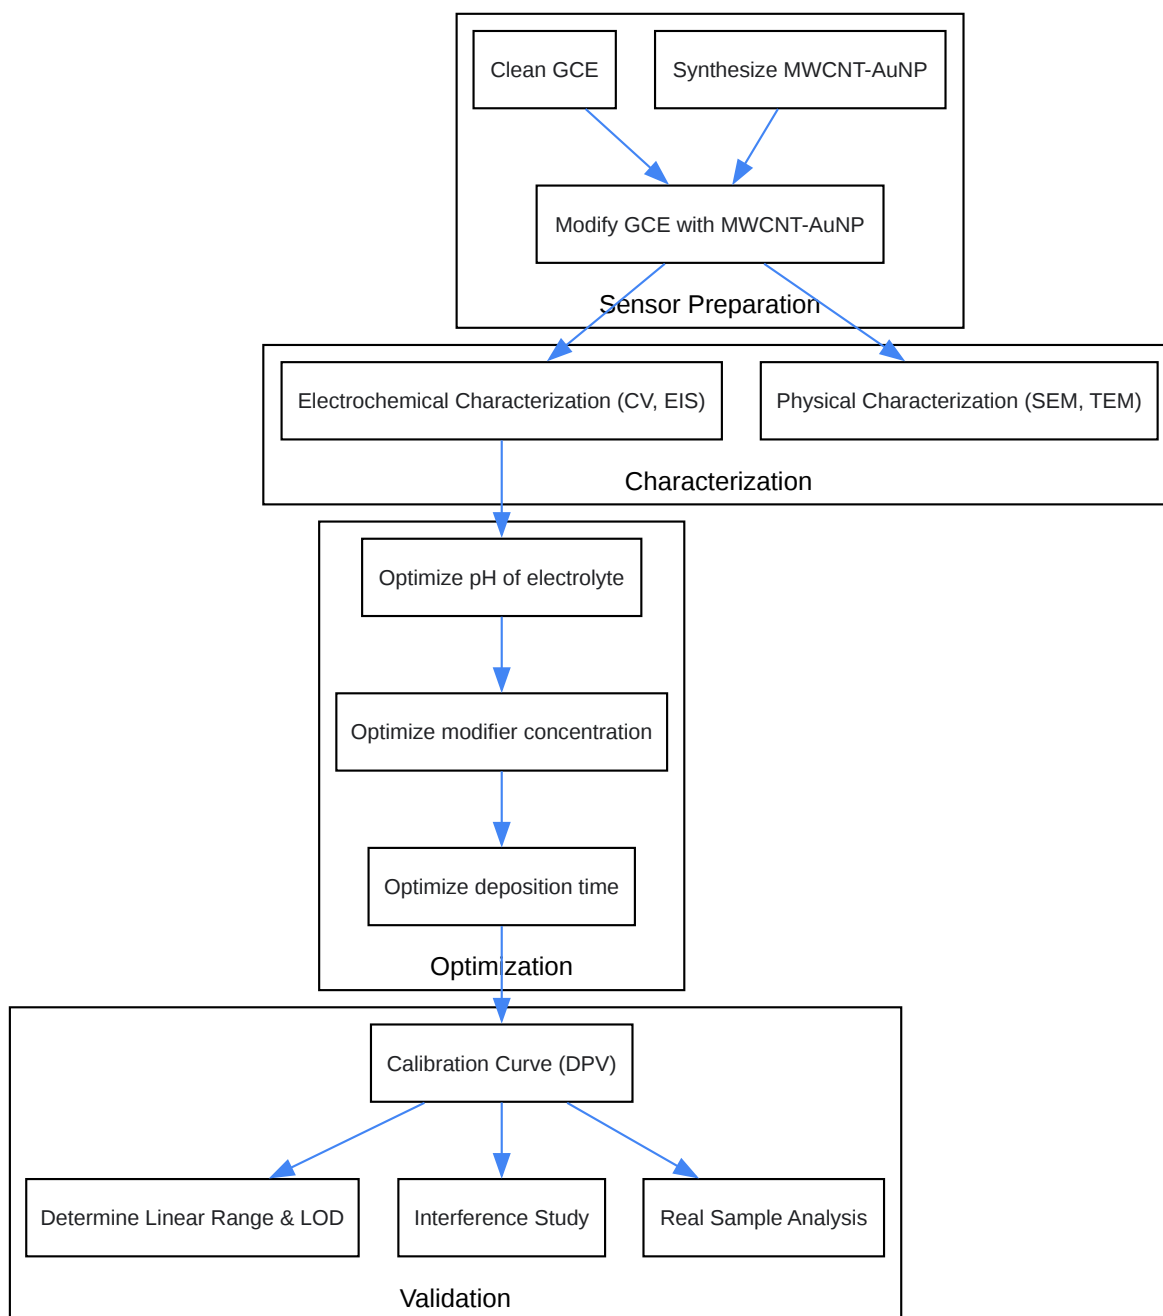 Clean GCE
Synthesize MWCNT-AuNP
Modify GCE with MWCNT-AuNP
Sensor Preparation
Electrochemical Characterization (CV, EIS)
Physical Characterization (SEM, TEM)
Characterization
Optimize pH of electrolyte
Optimize modifier concentration
Optimize deposition time
Optimization
Calibration Curve (DPV)
Determine Linear Range & LOD
Interference Study
Real Sample Analysis
Validation